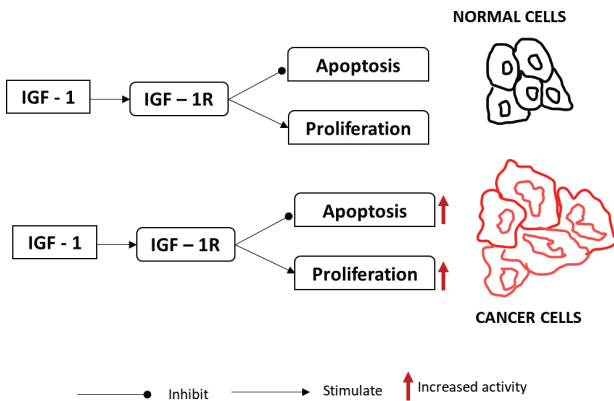 NORMAL CELLS
Apoptosis
IGF - 1
IGF – 1R
Proliferation
Apoptosis
IGF - 1
IGF – 1R
Proliferation
CANCER CELLS
Inhibit
Stimulate
Increased activity